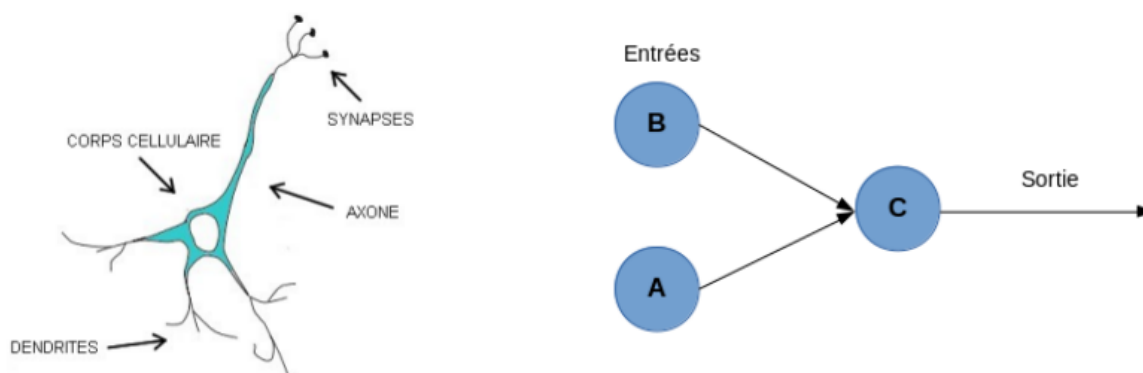 SYNAPSES
CORPS CELLULAIRE
AXONE
DENDRITES
Entrées
B
A
C
Sortie